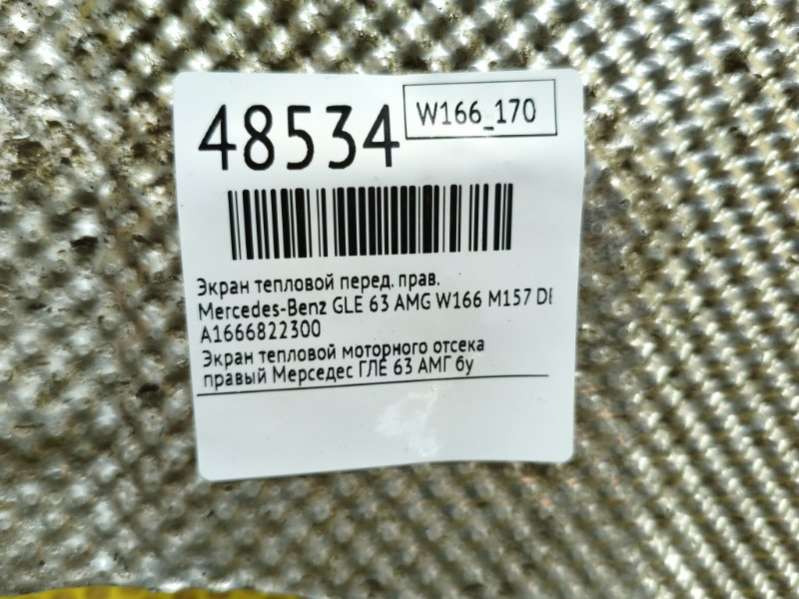 48534
W166_170
Экран тепловой перед. прав.
Mercedes-Benz GLE 63 AMG W166 M157
A1666822300
Экран тепловой моторного отсека
правый Мерседес ГЛЕ 63 АМГ бу